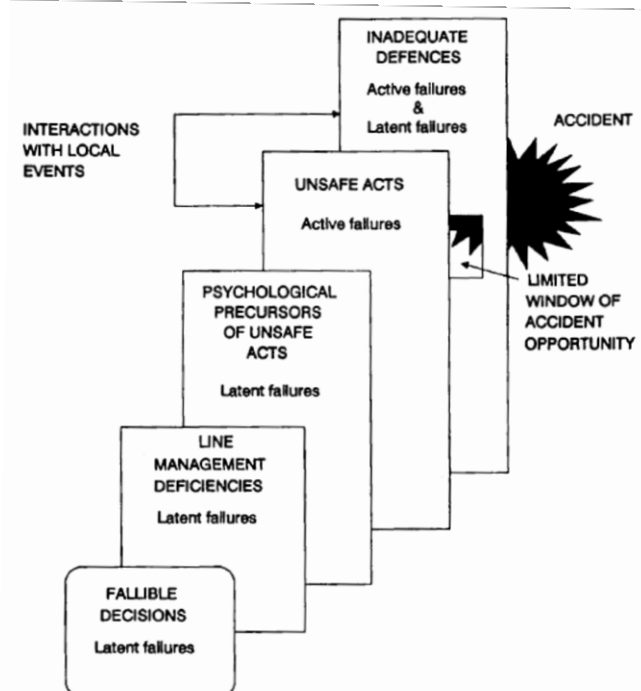 INADEQUATE
DEFENCES
Active failures
&
Latent failures
ACCIDENT
INTERACTIONS
WITH LOCAL
EVENTS
UNSAFE ACTS
Active failures
LIMITED
WINDOW OF
ACCIDENT
OPPORTUNITY
PSYCHOLOGICAL
PRECURSORS
OF UNSAFE
ACTS
Latent failures
LINE
MANAGEMENT
DEFICIENCIES
Latent failures
FALLIBLE
DECISIONS
Latent failures